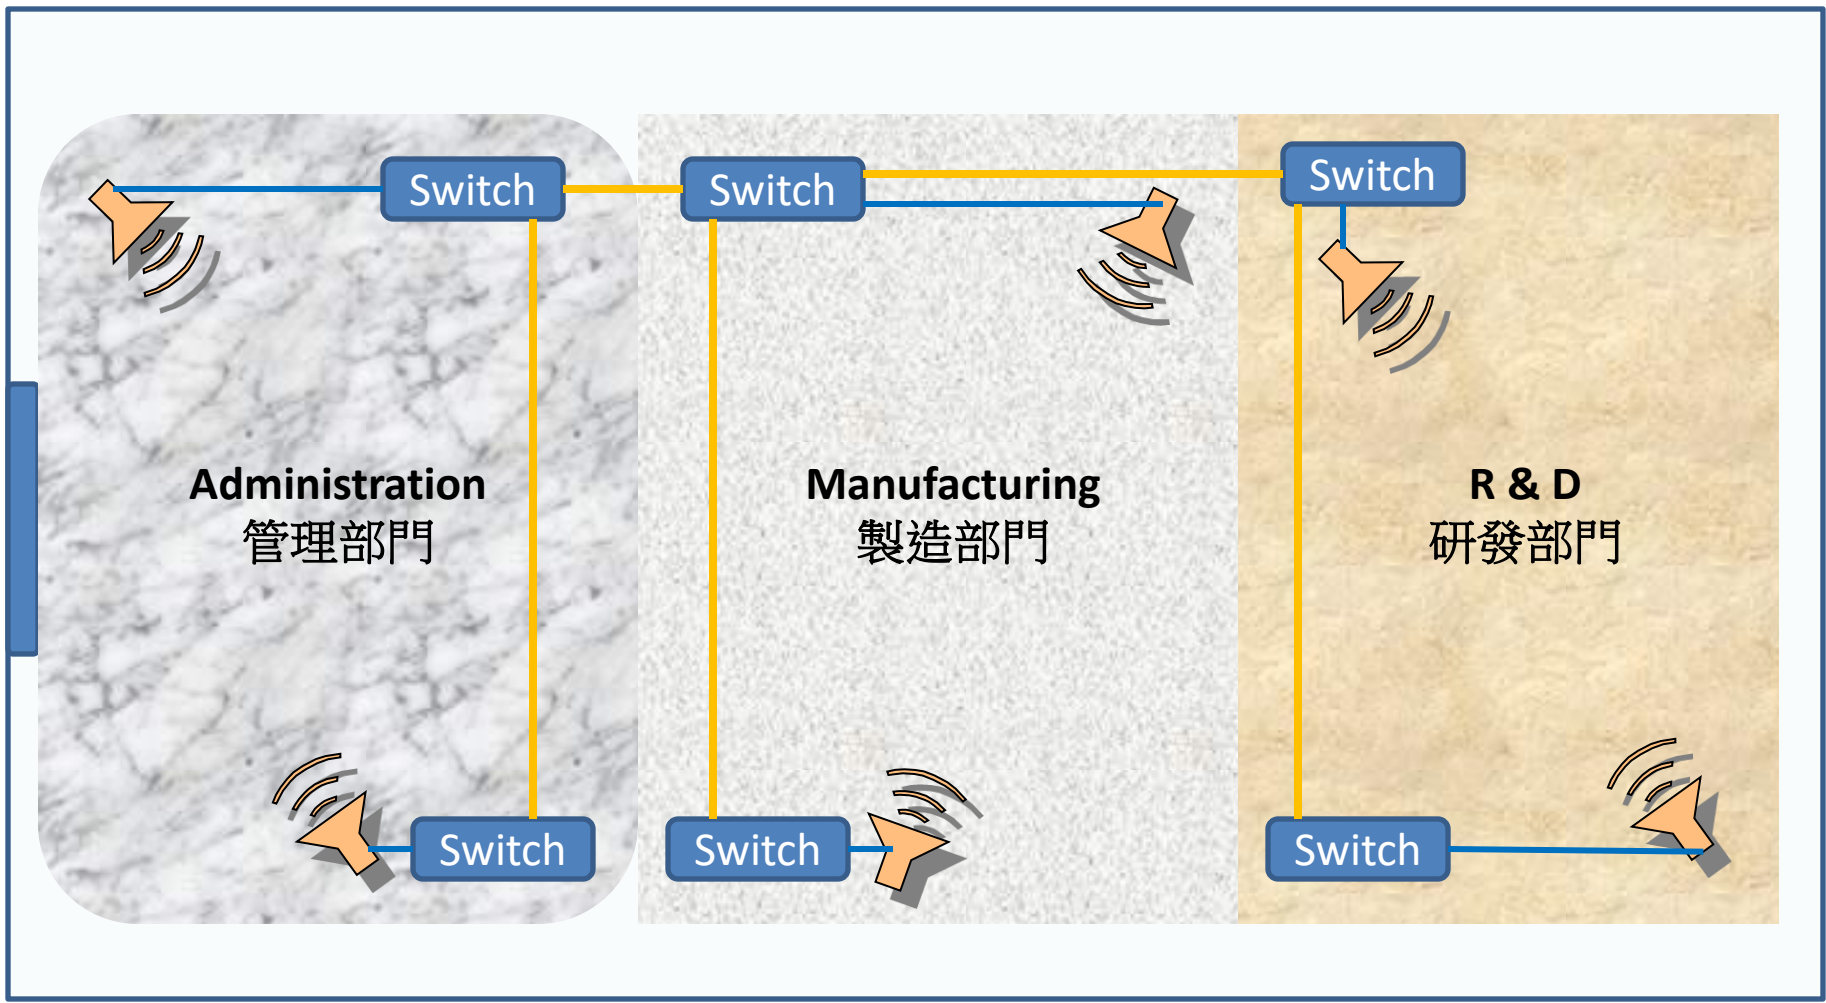 Switch
Switch
Switch
Administration
管理部門
Manufacturing
製造部門
R & D
研發部門
Switch
Switch
Switch